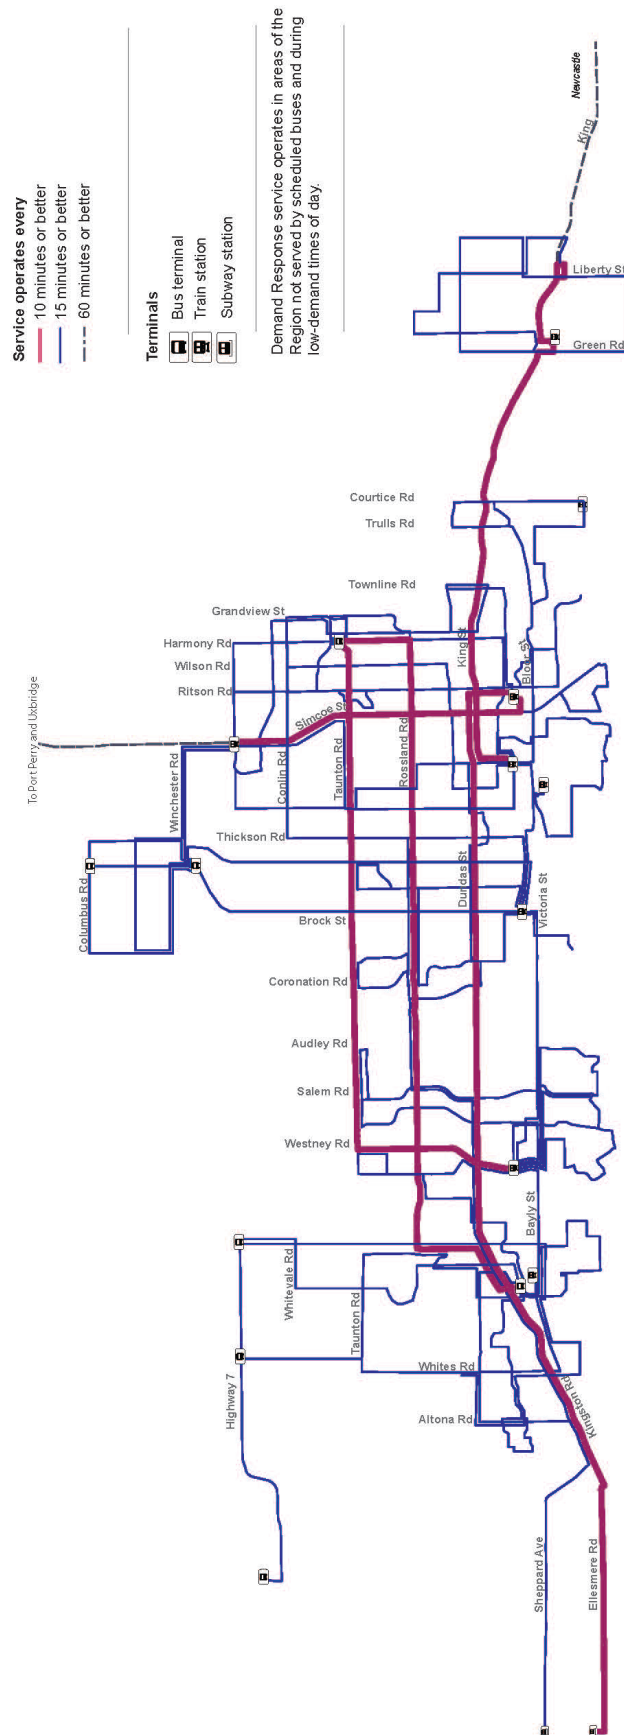 Service operates every
10 minutes or better
15 minutes or better
60 minutes or better
Terminals
Bus terminal
Train station
Subway station
Demand Response service operates in areas of the
Region not served by scheduled buses and during
low-demand times of day.
Newcastle
King
Liberty St
Green Rd
Courtice Rd
Trulls Rd
Townline Rd
Grandview St
Harmony Rd
Wilson Rd
Ritson Rd
Simcoe St
King St
Bloor St
To Port Perry and Uxbridge
Winchester Rd
Conlin Rd
Taunton Rd
Rossland Rd
Thickson Rd
Columbus Rd
Dundas St
Victoria St
Brock St
Coronation Rd
Audley Rd
Salem Rd
Westney Rd
Bayly St
Whitevale Rd
Taunton Rd
Highway 7
Whites Rd
Altona Rd
Kingston Rd
Sheppard Ave
Ellesmere Rd